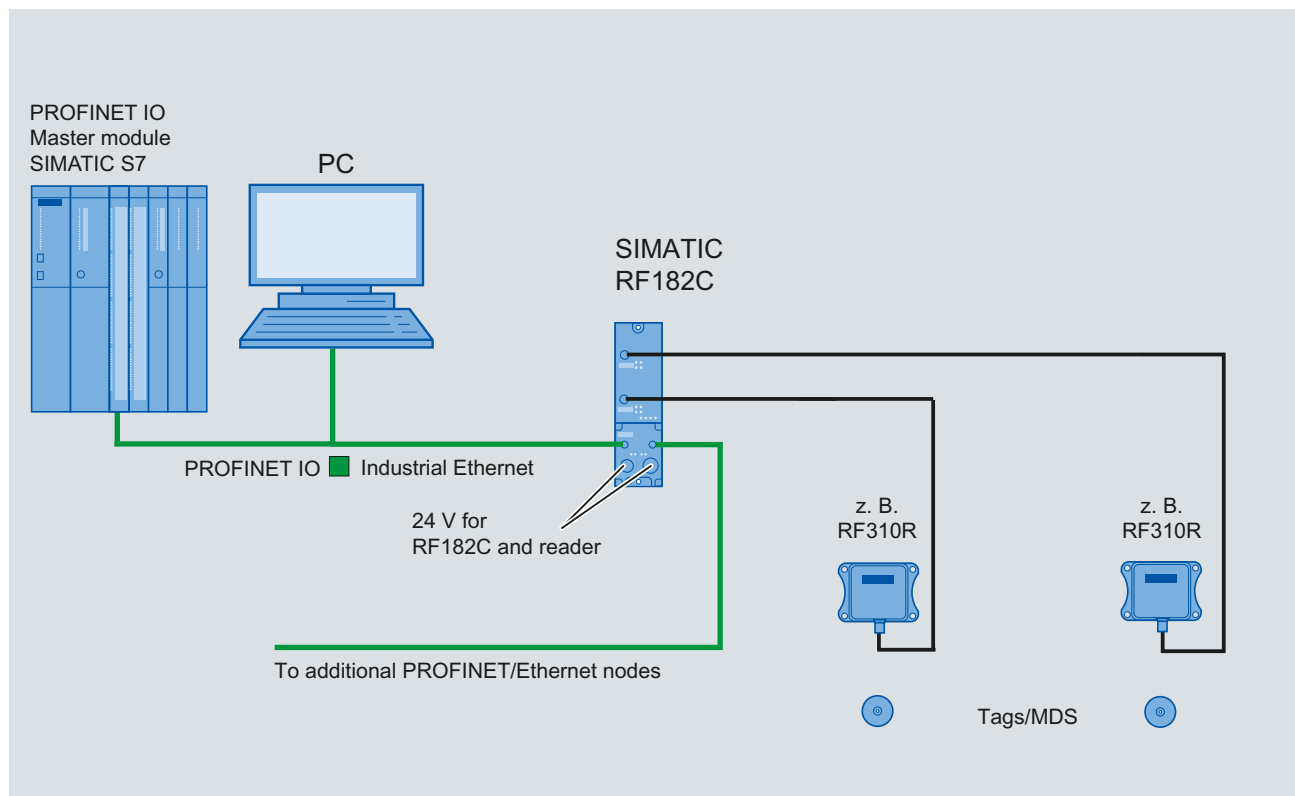 PROFINET IO
Master module
SIMATIC S7
PC
SIMATIC
RF182C
PROFINET IO
Industrial Ethernet
24 V for
RF182C and reader
z. B.
RF310R
z. B.
RF310R
To additional PROFINET/Ethernet nodes
Tags/MDS